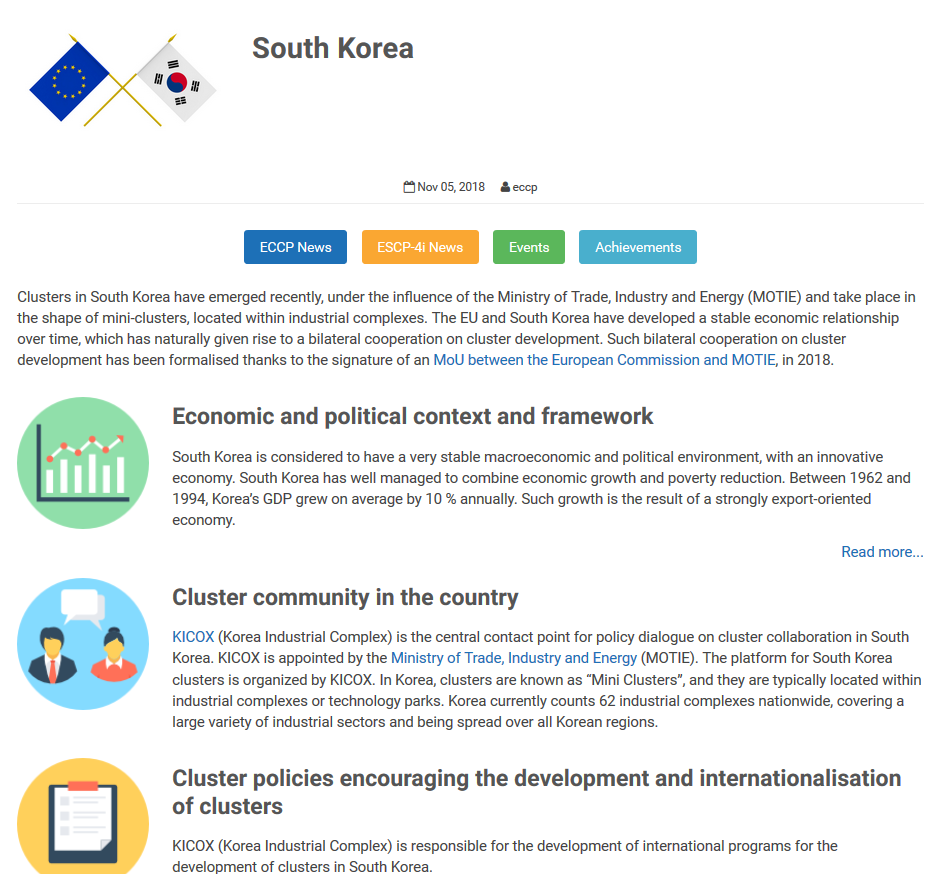 South Korea
Nov 05, 2018 eccp
ECCP News ESCP-4i News Events Achievements
Clusters in South Korea have emerged recently, under the influence of the Ministry of Trade, Industry and Energy (MOTIE) and take place in
the shape of mini-clusters, located within industrial complexes. The EU and South Korea have developed a stable economic relationship
over time, which has naturally given rise to a bilateral cooperation on cluster development. Such bilateral cooperation on cluster
development has been formalised thanks to the signature of an MoU between the European Commission and MOTIE, in 2018.
Economic and political context and framework
South Korea is considered to have a very stable macroeconomic and political environment, with an innovative
economy. South Korea has well managed to combine economic growth and poverty reduction. Between 1962 and
1994, Korea’s GDP grew on average by 10 % annually. Such growth is the result of a strongly export-oriented
economy.
Read more...
Cluster community in the country
KICOX (Korea Industrial Complex) is the central contact point for policy dialogue on cluster collaboration in South
Korea. KICOX is appointed by the Ministry of Trade, Industry and Energy (MOTIE). The platform for South Korea
clusters is organized by KICOX. In Korea, clusters are known as “Mini Clusters”, and they are typically located within
industrial complexes or technology parks. Korea currently counts 62 industrial complexes nationwide, covering a
large variety of industrial sectors and being spread over all Korean regions.
Cluster policies encouraging the development and internationalisation
of clusters
KICOX (Korea Industrial Complex) is responsible for the development of international programs for the
development of clusters in South Korea.